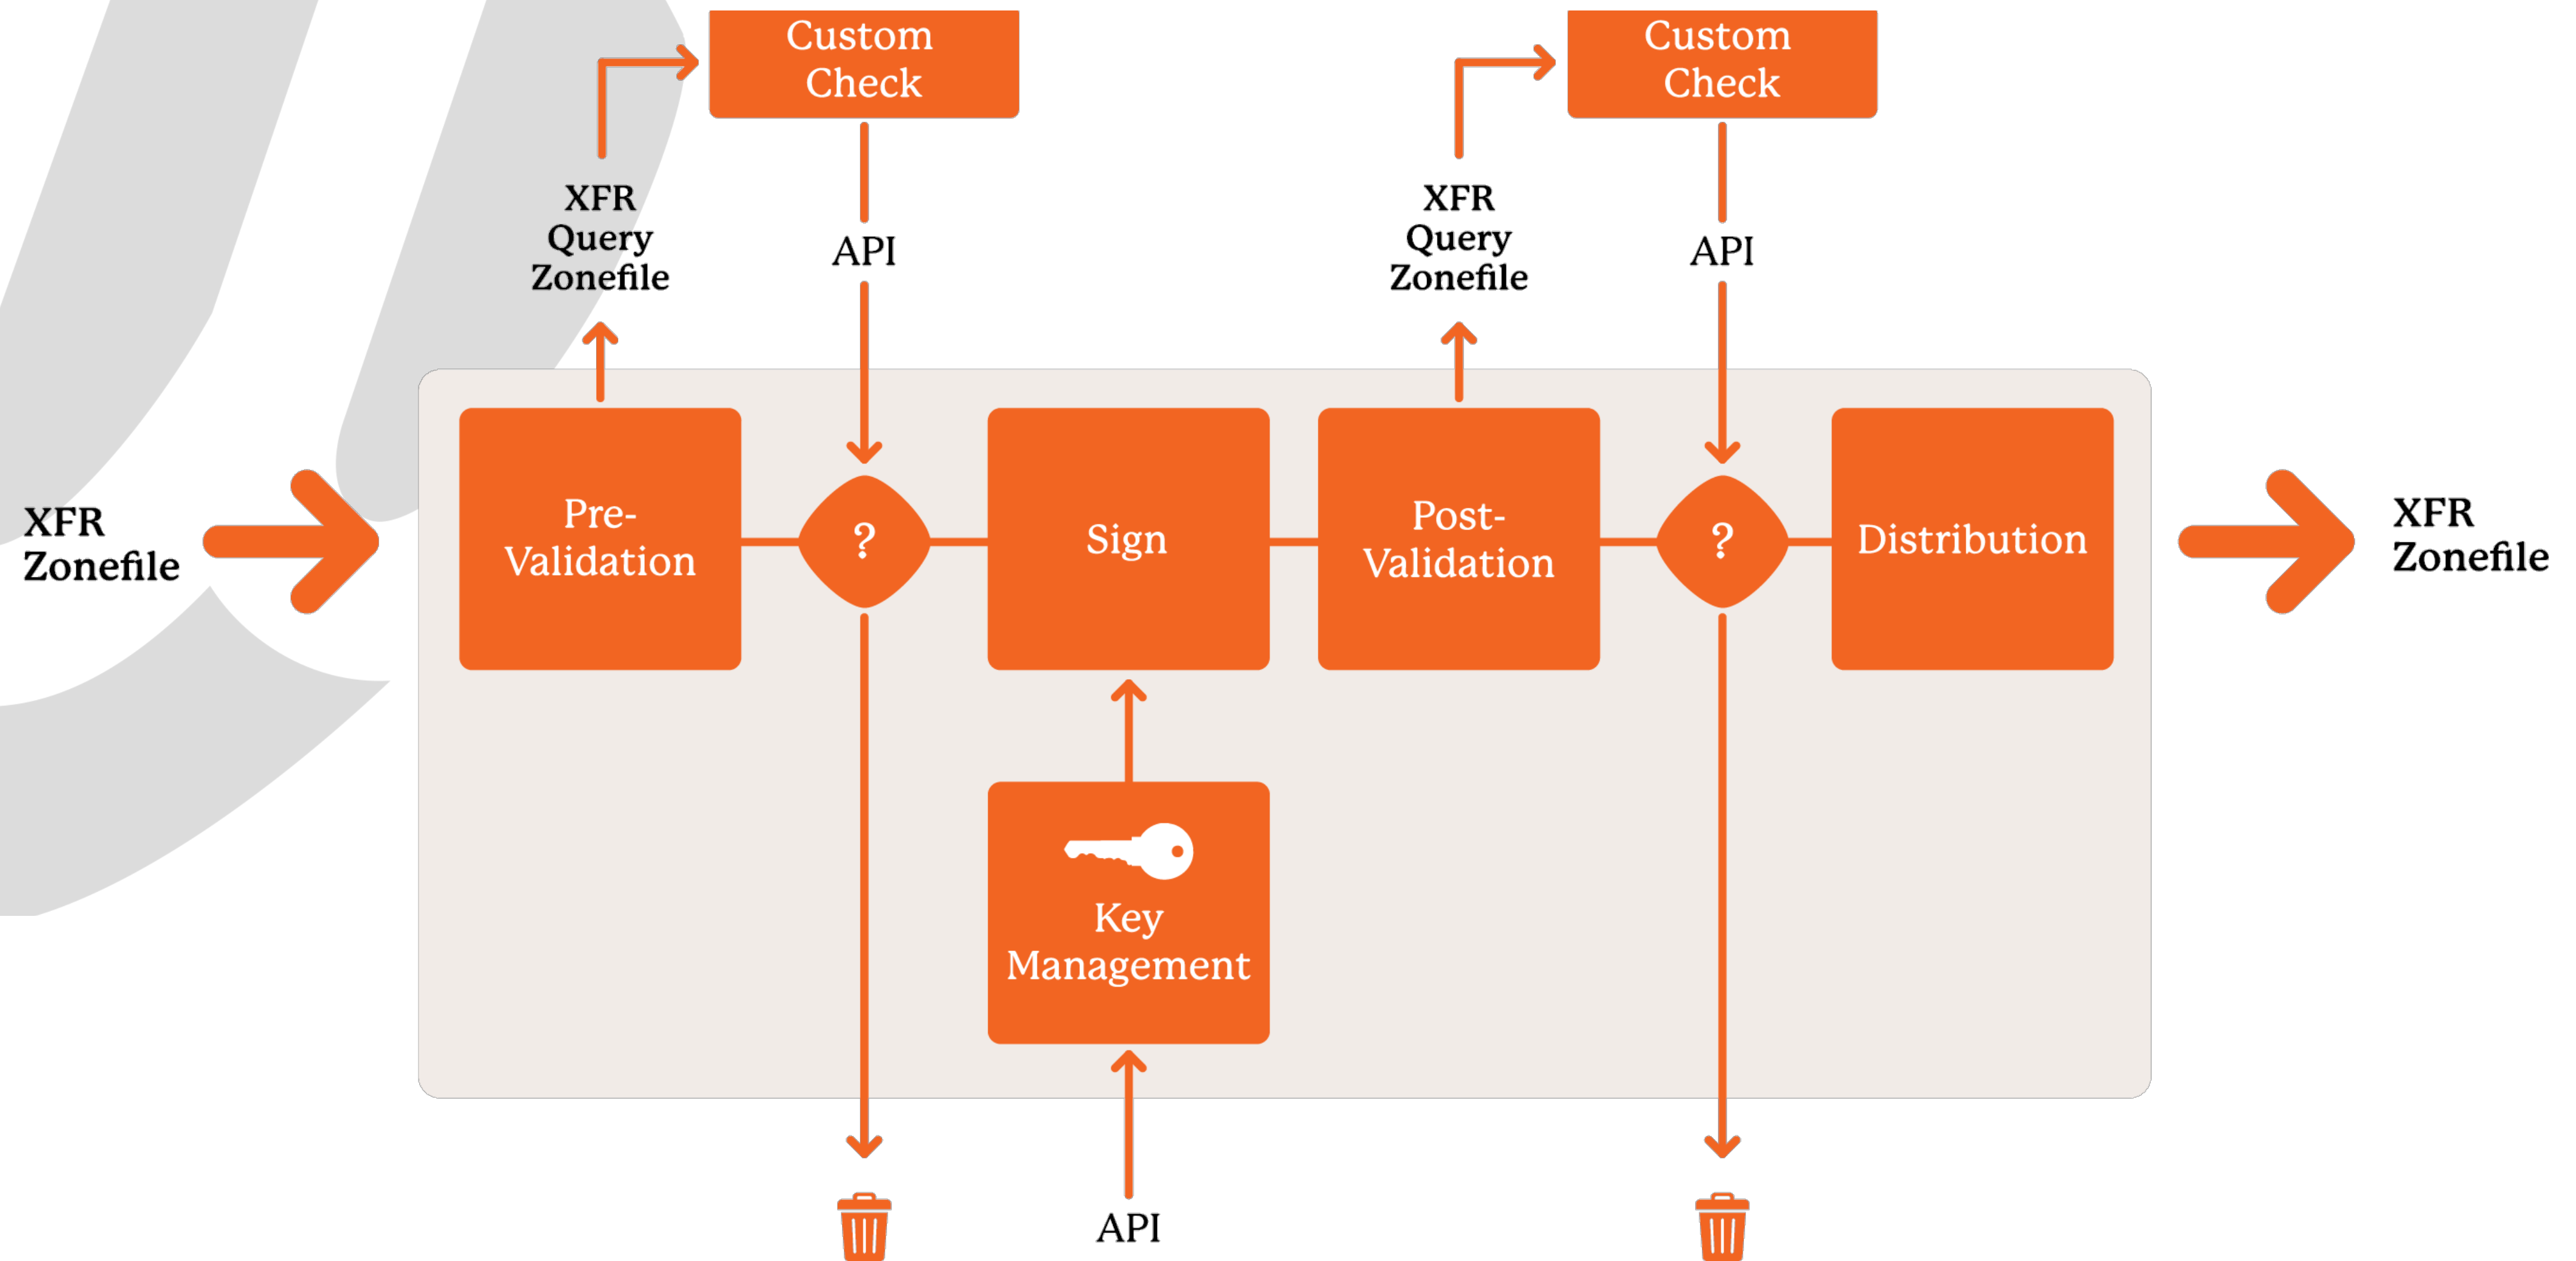 Custom
Check
Custom
Check
XFR
Query
Zonefile
API
XFR
Query
Zonefile
API
XFR
Zonefile
Pre-
Validation
?
Sign
Post-
Validation
?
Distribution
XFR
Zonefile
Key
Management
API